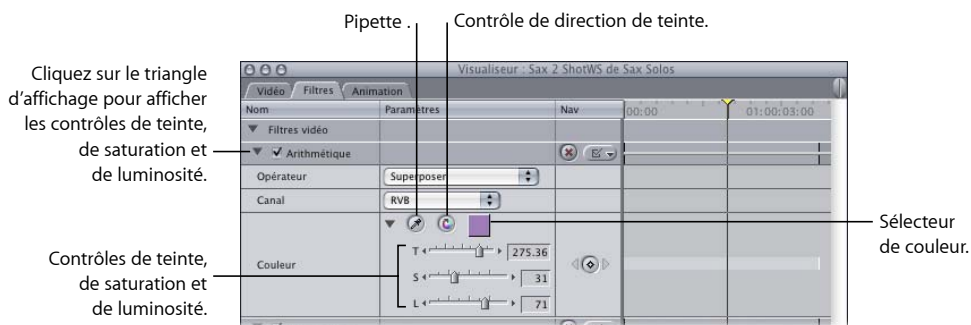 Pipette .
Contrôle de direction de teinte.
Cliquez sur le triangle
d'affichage pour afficher
les contrôles de teinte,
de saturation et
de luminosité.
Visualiseur : Sax 2 ShotWS de Sax Solos
Vidéo Filtres Animation
Nom Paramètres Nav 00:00 01:00:03:00
Filtres vidéo
Arithmétique
Opérateur Superposer
Canal RVB
Couleur
T 275.36
S 31
L 71
Sélecteur
de couleur.
Contrôles de teinte,
de saturation et
de luminosité.